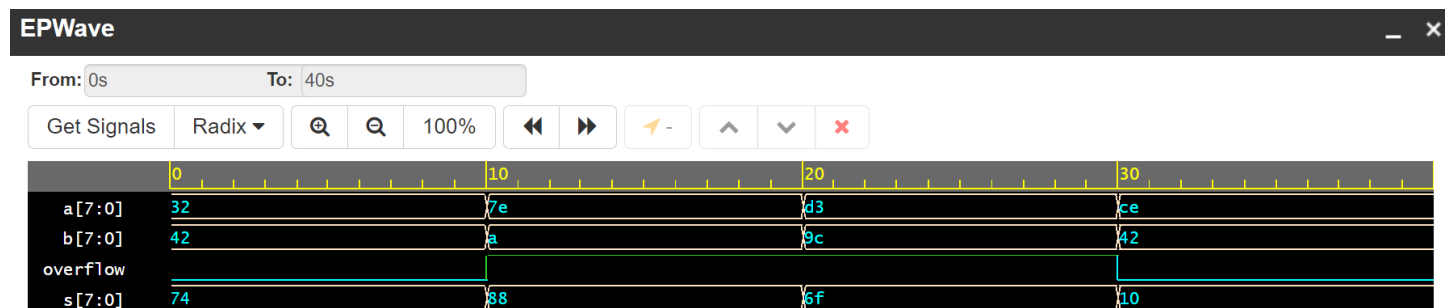 EPWave
From: 0s To: 40s
Get Signals Radix 100% -
0 10 20 30
a[7:0] 32 7e d3 ce
b[7:0] 42 a 9c 42
overflow
s[7:0] 74 88 6f 10